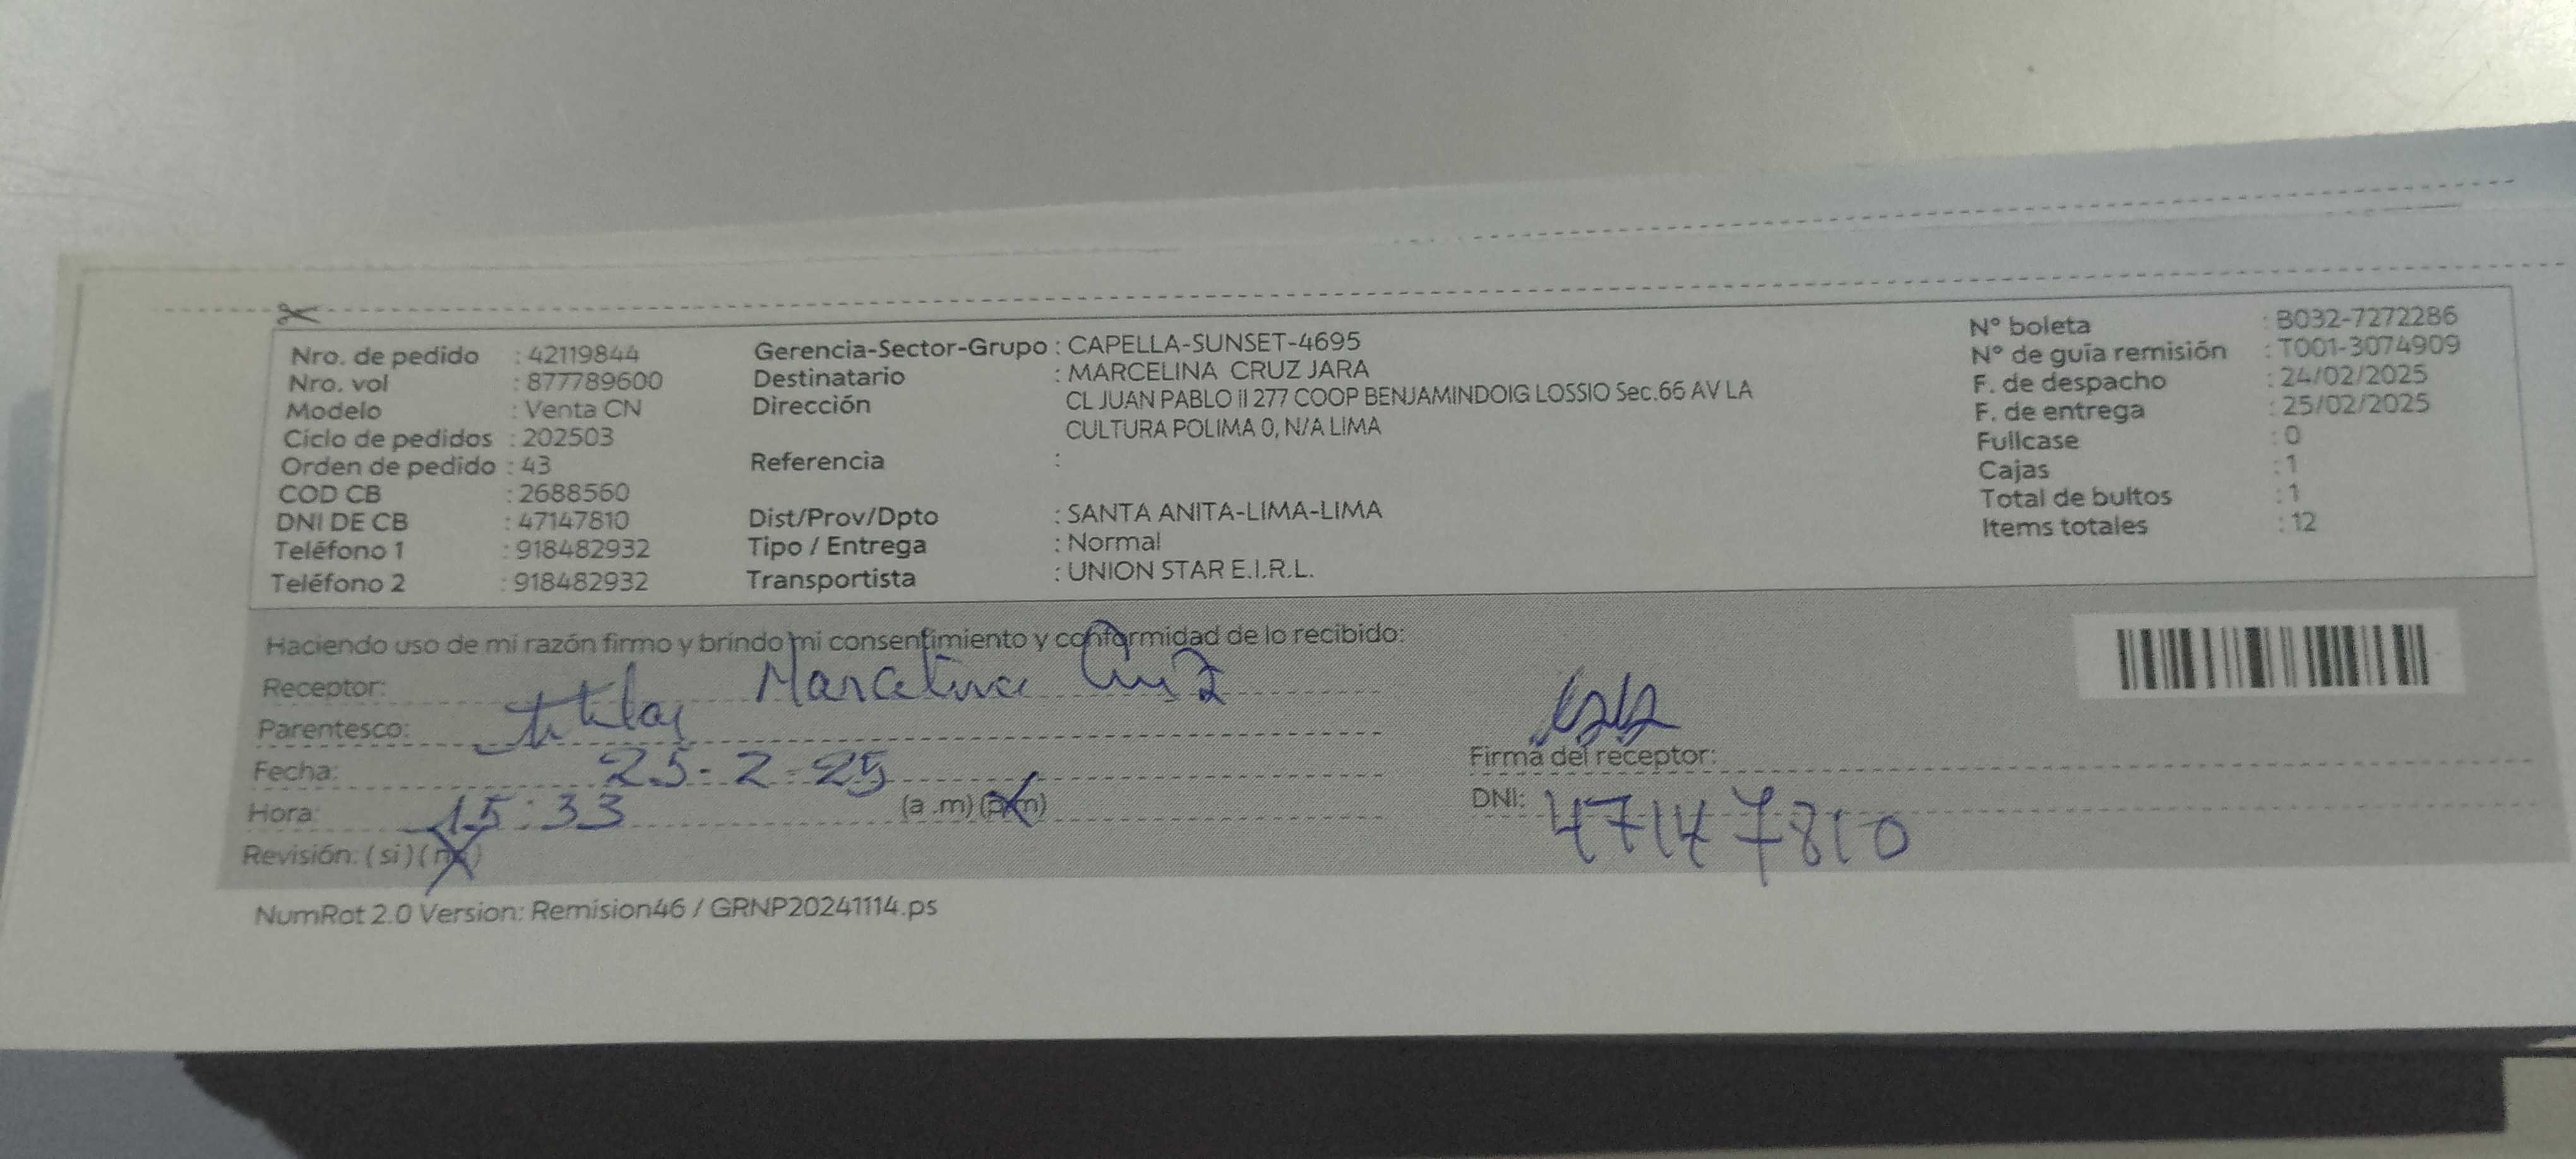 Nro. de pedido : 42119844
Nro. vol : 877789600
Modelo : Venta CN
Ciclo de pedidos : 202503
Orden de pedido : 43
COD CB : 2688560
DNI DE CB : 47147810
Teléfono 1 : 918482932
Teléfono 2 : 918482932
Gerencia-Sector-Grupo : CAPELLA-SUNSET-4695
Destinatario : MARCELINA CRUZ JARA
Dirección CL JUAN PABLO II 277 COOP BENJAMINDOIG LOSSIO Sec.66 AV LA
CULTURA POLIMA 0, N/A LIMA
Referencia :
Dist/Prov/Dpto : SANTA ANITA-LIMA-LIMA
Tipo / Entrega : Normal
Transportista : UNION STAR E.I.R.L.
N° boleta : B032-7272286
N° de guía remisión : T001-3074909
F. de despacho : 24/02/2025
F. de entrega : 25/02/2025
Fullcase : 0
Cajas : 1
Total de bultos : 1
Items totales : 12
Haciendo uso de mi razón firmo y brindo mi consentimiento y conformidad de lo recibido:
Receptor: Marcelina Cruz
Parentesco: titular
Fecha: 25-2-25
Hora: 15:33 (a .m) (p.m)
Revisión: (si) (no)
Firma del receptor:
DNI: 47147810
NumRot 2.0 Version: Remision46 / GRNP20241114.ps